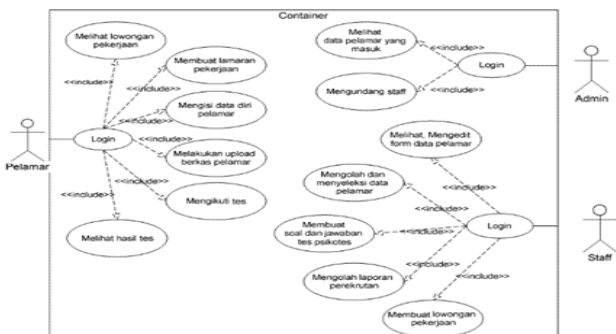 Container
Melihat lowongan
pekerjaan
<<include>>
Membuat lamaran
pekerjaan
<<include>>
Mengisi data diri
pelamar
<<include>>
Login
Pelamar
<<include>>
Melakukan upload
berkas pelamar
<<include>>
Mengikuti tes
<<include>>
Melihat hasil tes
Melihat
data pelamar yang
masuk
<<include>>
Login
<<include>>
Mengundang staff
Admin
Melihat, Mengedit
form data pelamar
<<include>>
Mengolah dan
menyeleksi data
pelamar
<<include>>
Login
Membuat
soal dan jawaban
tes psikotes
<<include>>
Staff
Mengolah laporan
perekrutan
<<include>>
<<include>>
Membuat lowongan
pekerjaan